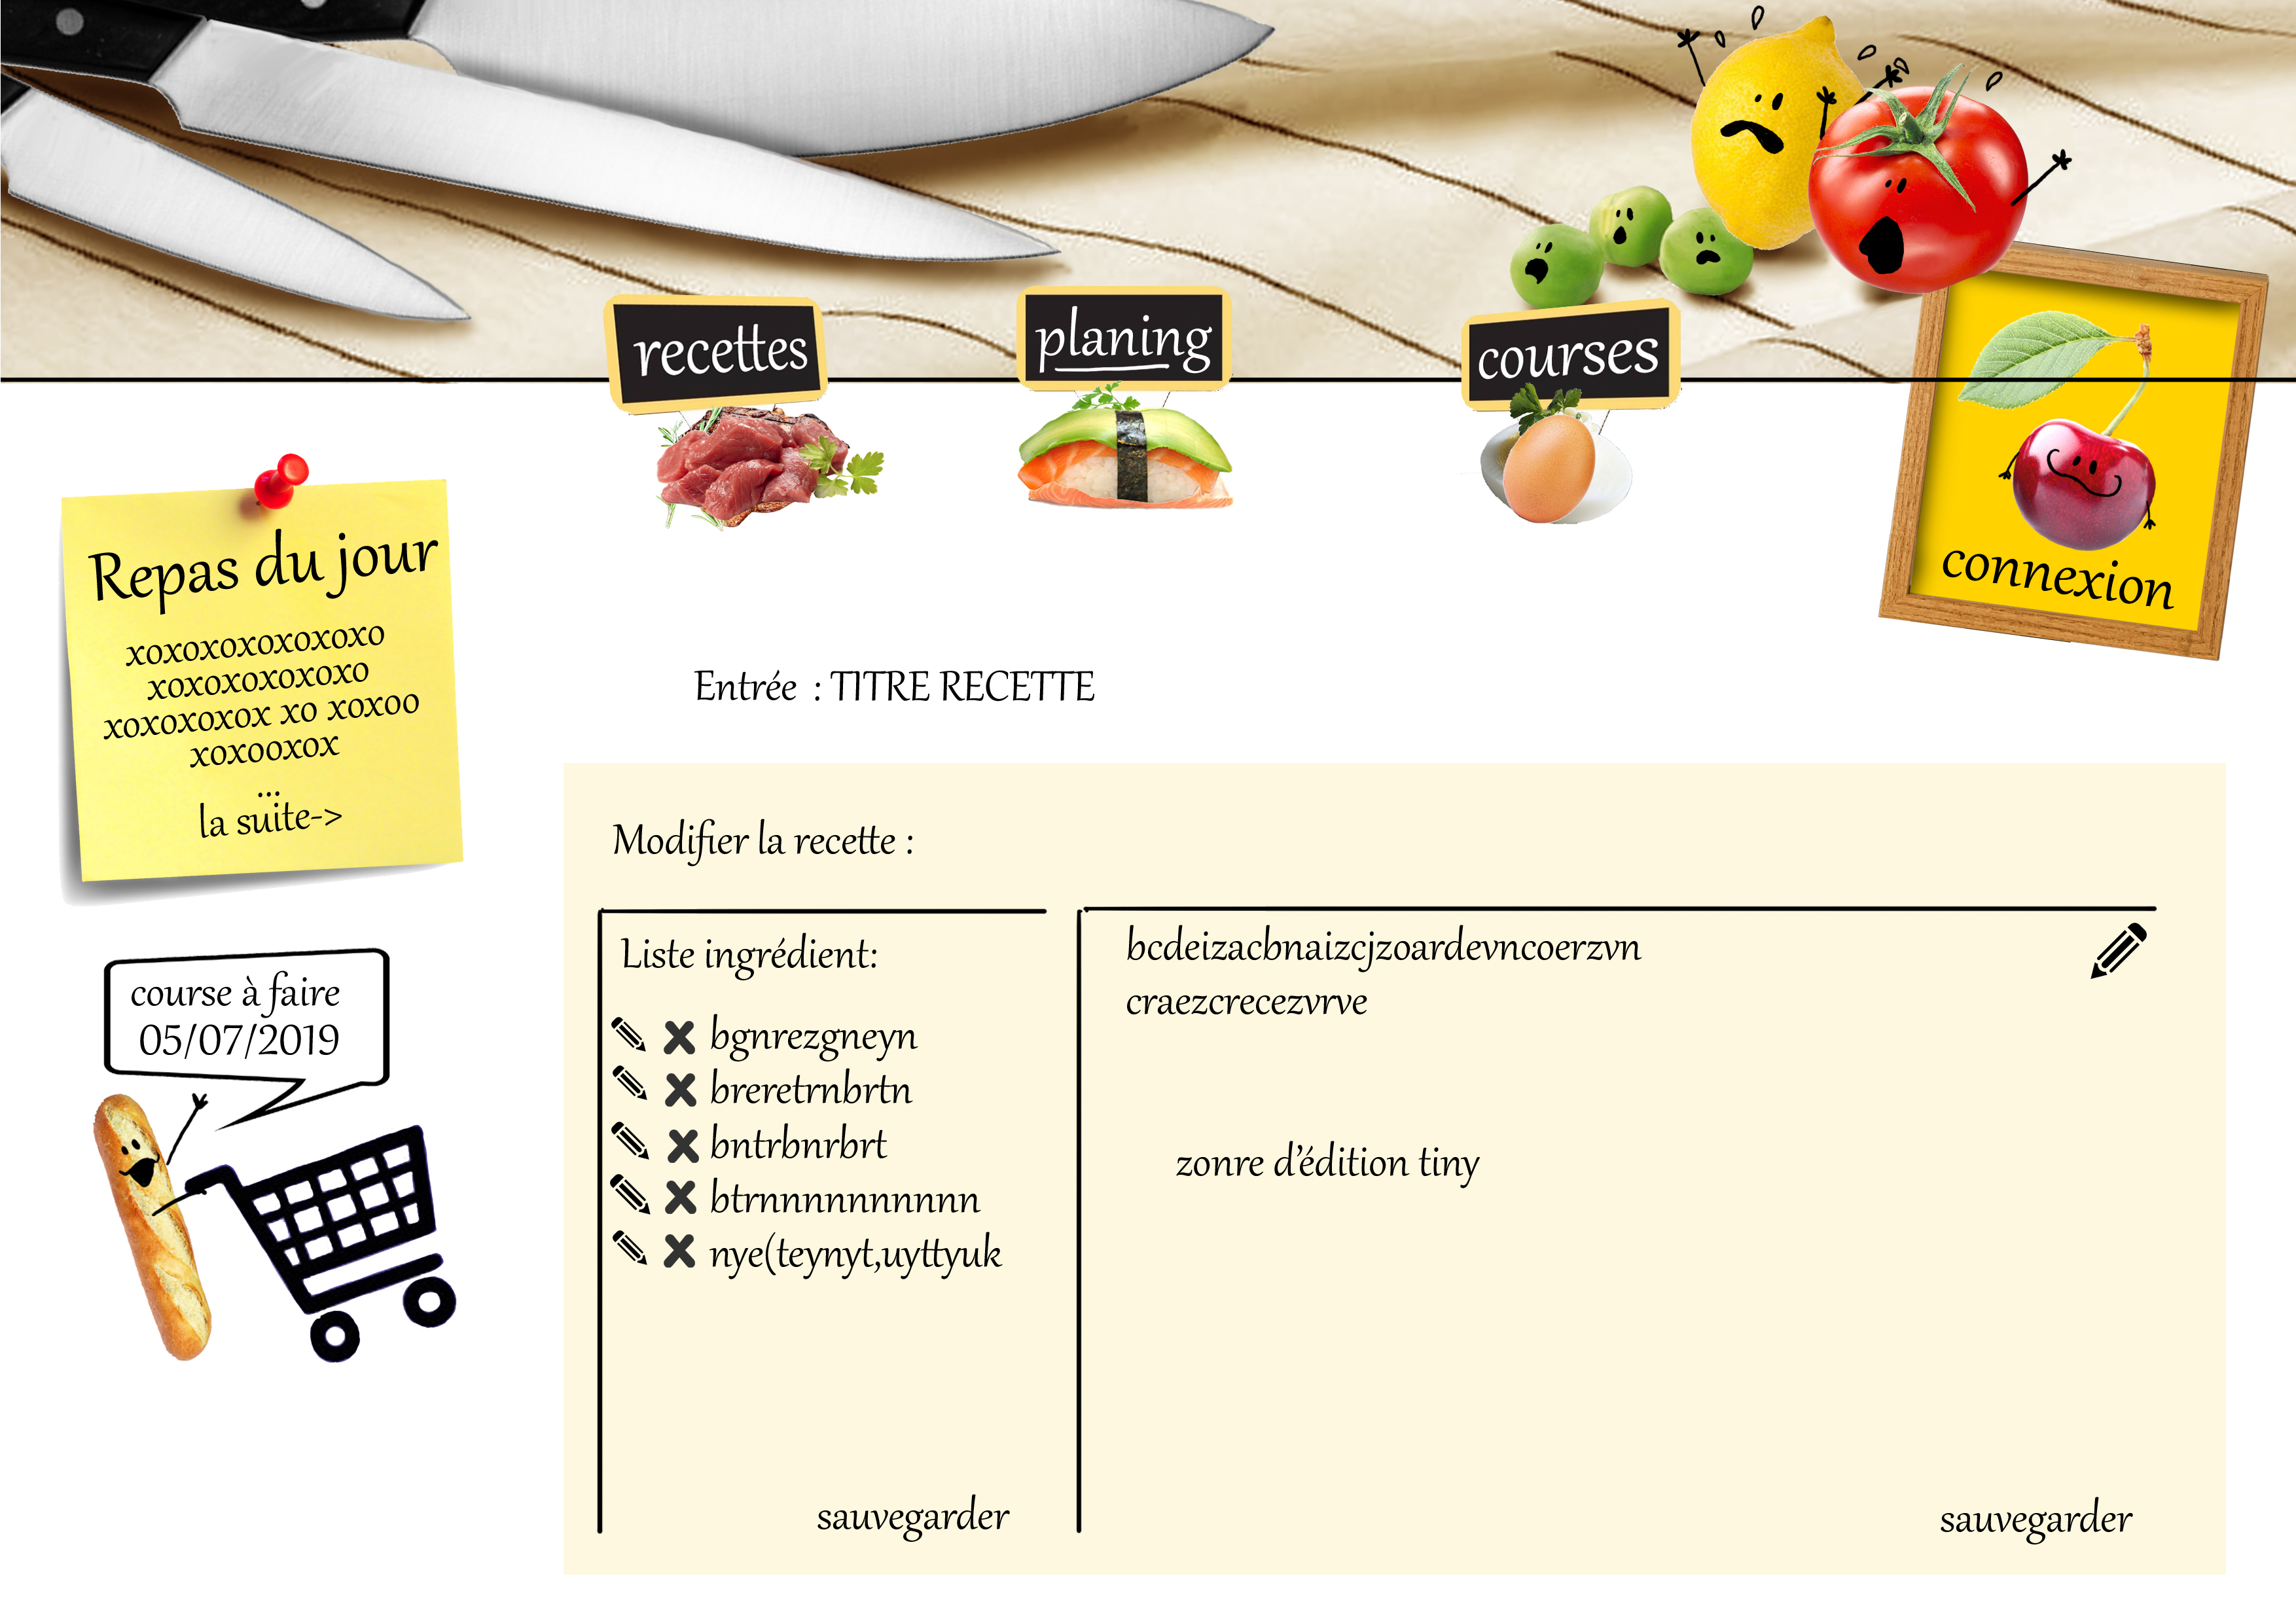 recettes
planing
courses
connexion
Repas du jour
xoxoxoxoxoxoxo
xoxoxoxoxoxo
xoxoxoxox xo xoxoo
xoxooxox
...
la suite->
course à faire
05/07/2019
Entrée : TITRE RECETTE
Modifier la recette :
Liste ingrédient:
bgnrezgneyn
breretrnbrtn
bntrbnrbrt
btrnnnnnnnnnn
nye(teynyt,uyttyuk
sauvegarder
bcdeizacbnaizcjzoardevncoerzvn
craezcrecezvrve
zonre d'édition tiny
sauvegarder